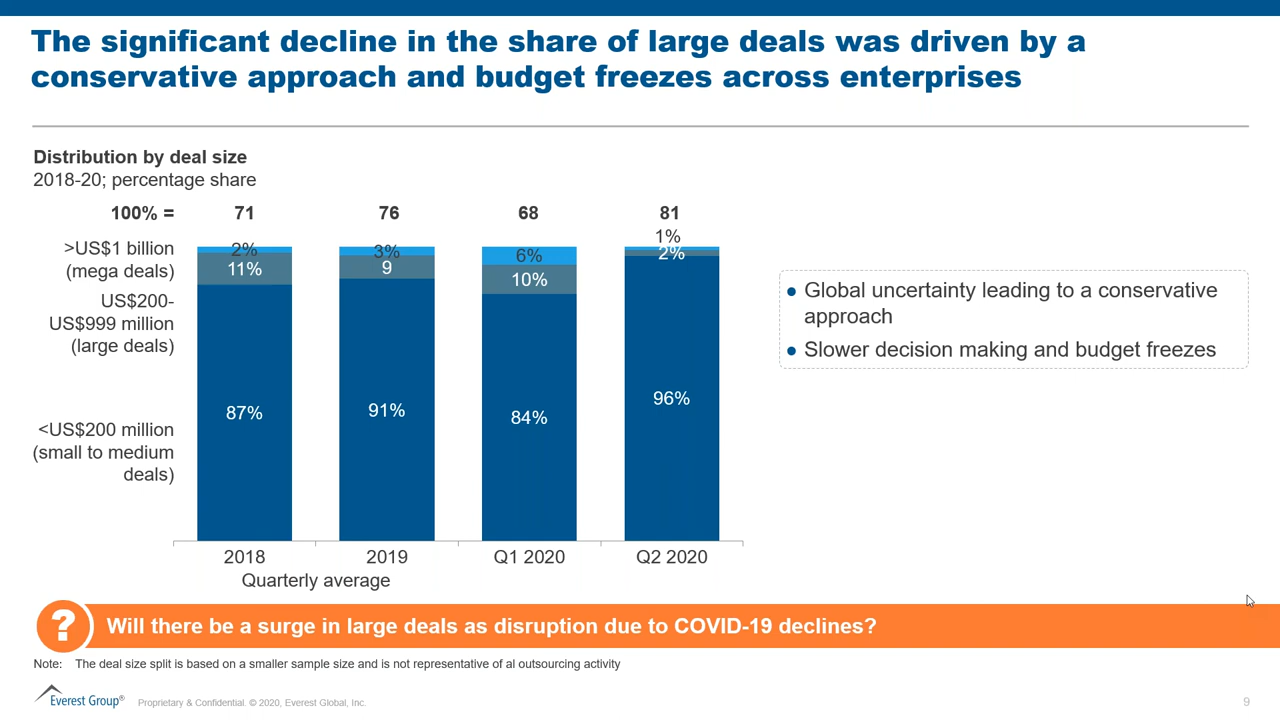 The significant decline in the share of large deals was driven by a
conservative approach and budget freezes across enterprises
Distribution by deal size
2018-20; percentage share
100% = 71 76 68 81
>US$1 billion
(mega deals)
US$200-
US$999 million
(large deals)
<US$200 million
(small to medium
deals)
2% 3% 6% 1%
11% 9 10% 2%
87% 91% 84% 96%
2018 2019 Q1 2020 Q2 2020
Quarterly average
● Global uncertainty leading to a conservative
approach
● Slower decision making and budget freezes
? Will there be a surge in large deals as disruption due to COVID-19 declines?
Note: The deal size split is based on a smaller sample size and is not representative of al outsourcing activity
Everest Group® Proprietary & Confidential. © 2020, Everest Global, Inc. 9